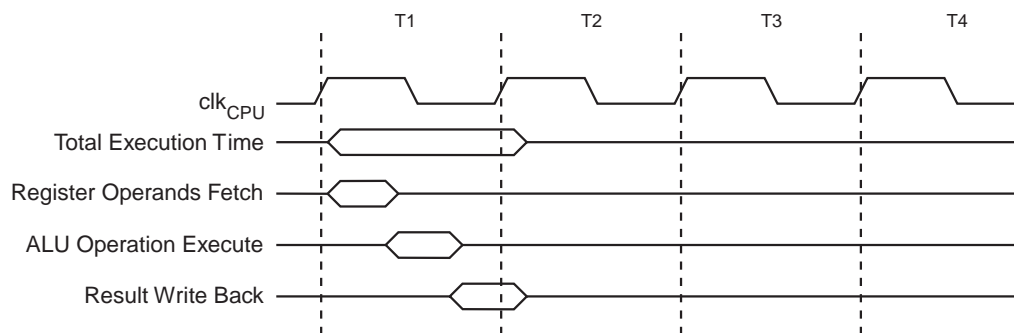 T1 T2 T3 T4
clkCPU
Total Execution Time
Register Operands Fetch
ALU Operation Execute
Result Write Back